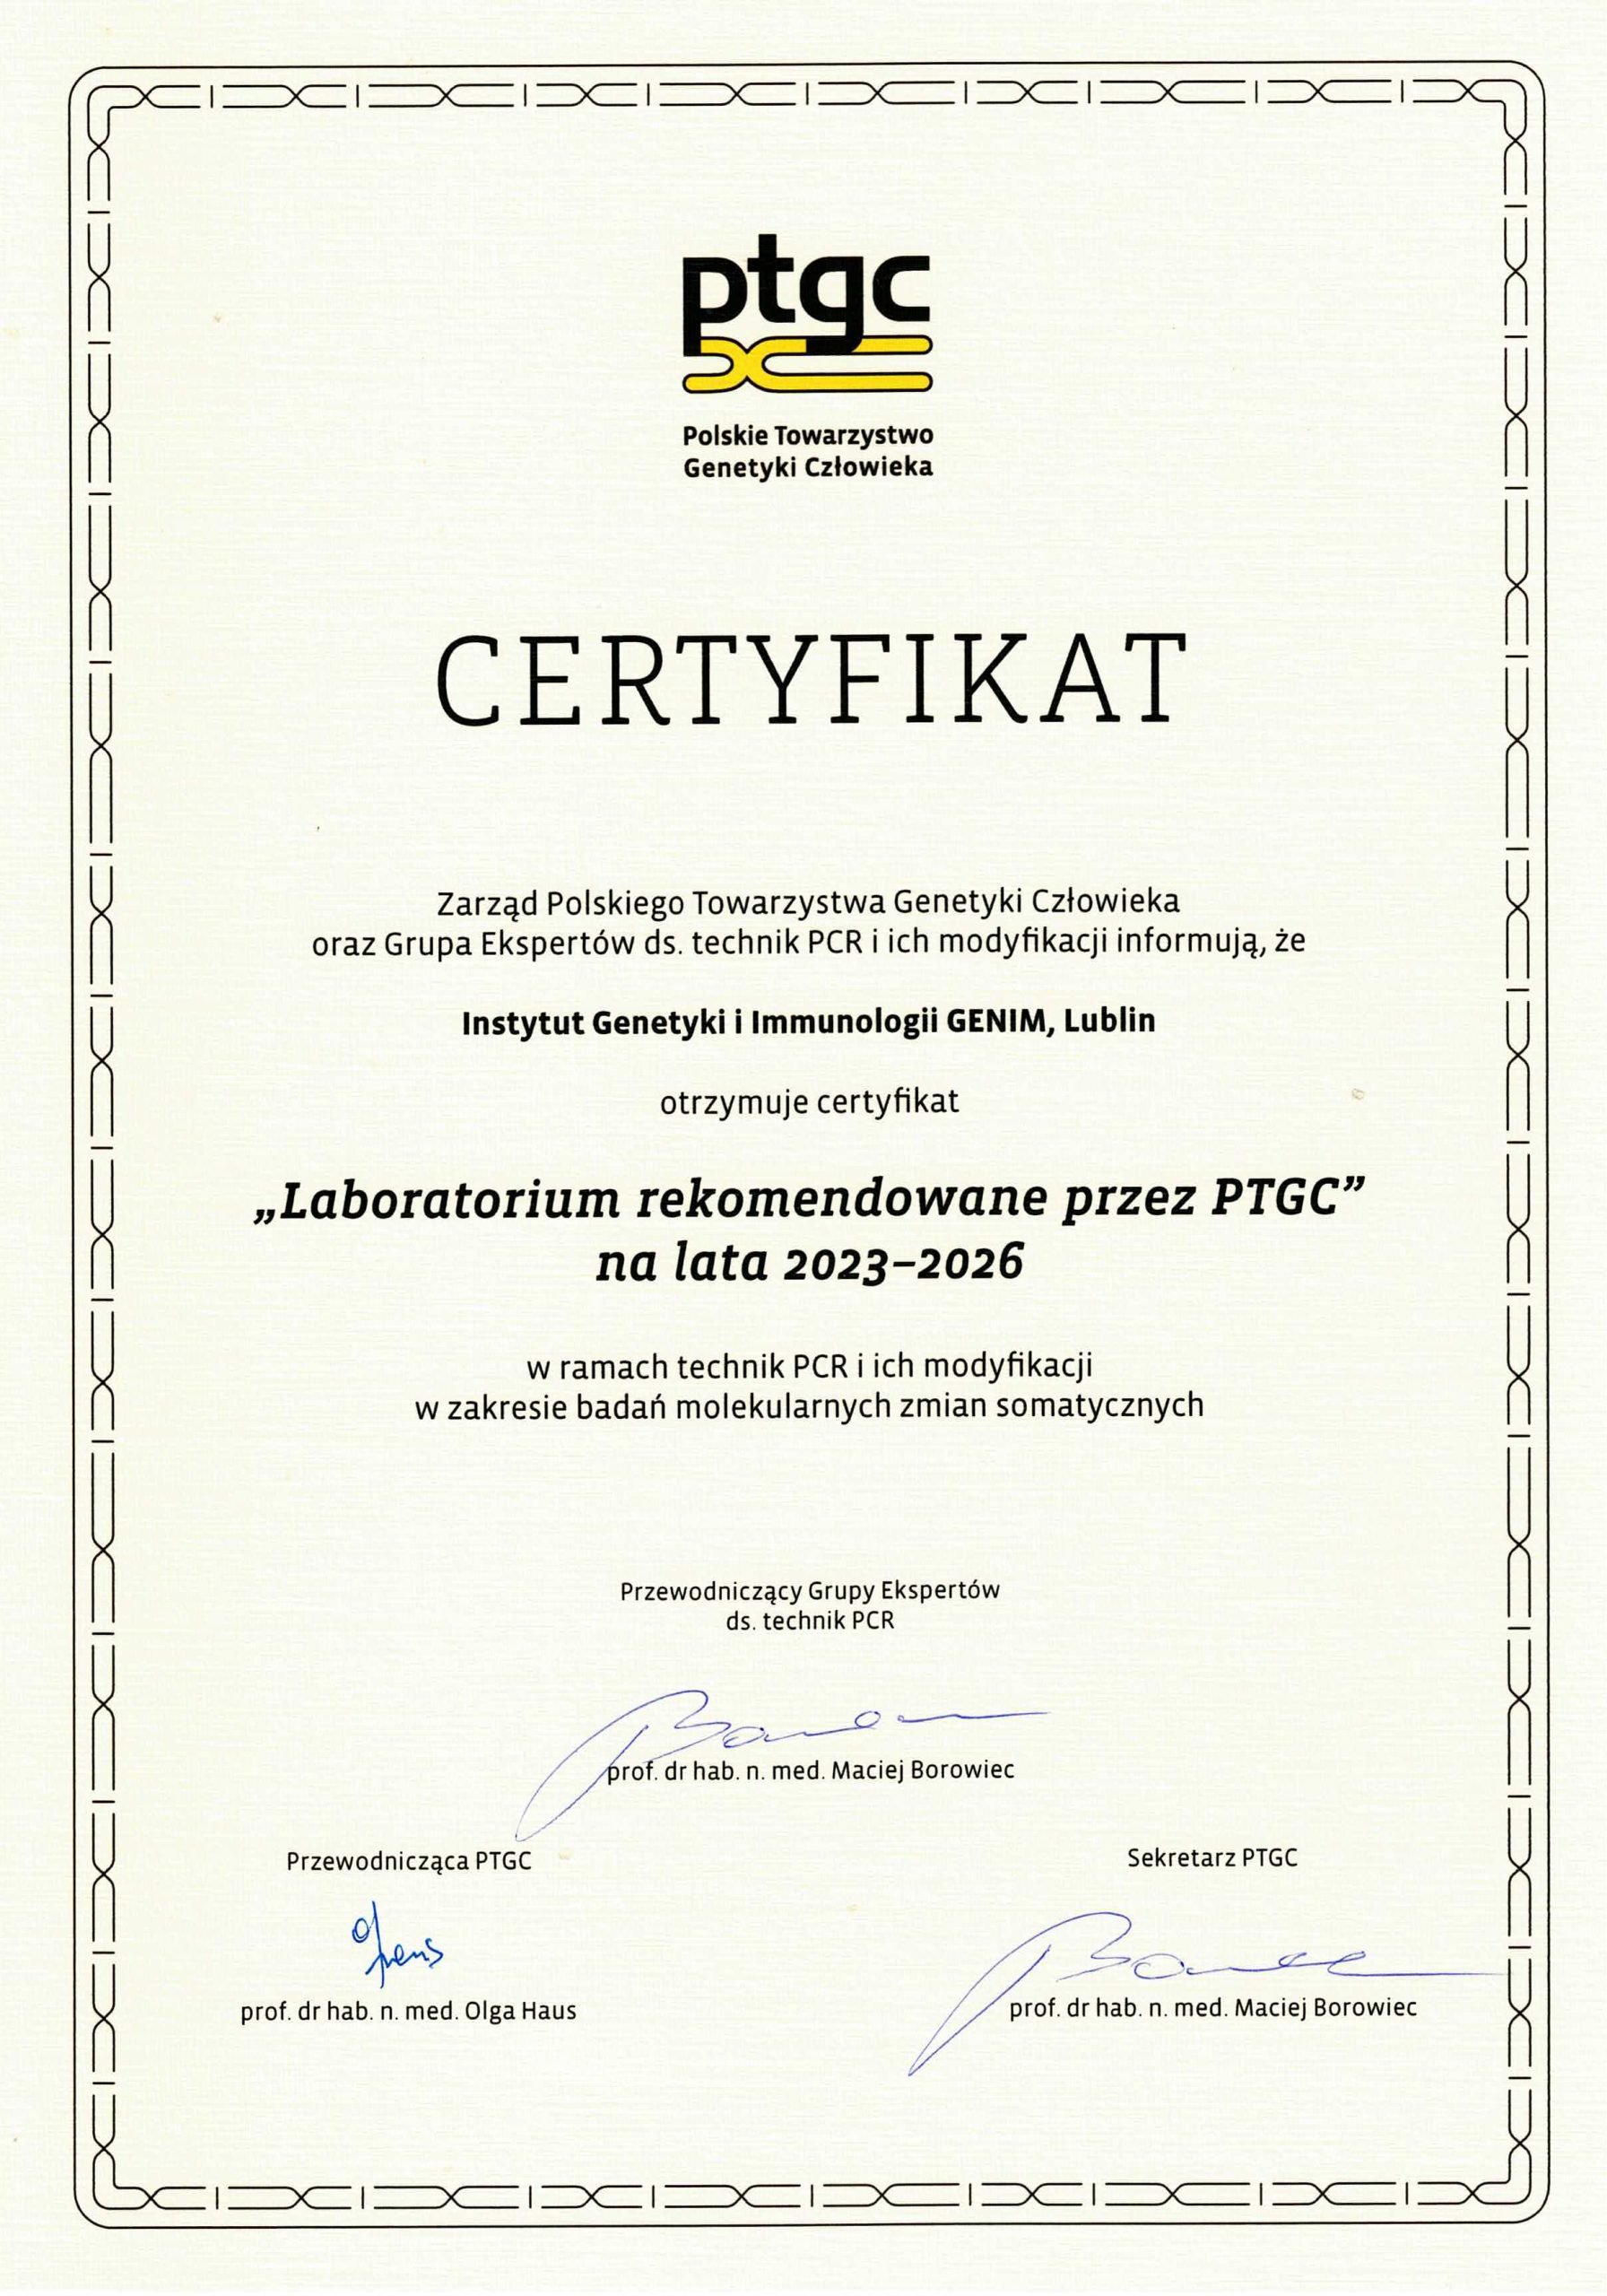 ptgc
Polskie Towarzystwo
Genetyki Człowieka
CERTYFIKAT
Zarząd Polskiego Towarzystwa Genetyki Człowieka
oraz Grupa Ekspertów ds. technik PCR i ich modyfikacji informują, że
Instytut Genetyki i Immunologii GENIM, Lublin
otrzymuje certyfikat
„Laboratorium rekomendowane przez PTGC”
na lata 2023–2026
w ramach technik PCR i ich modyfikacji
w zakresie badań molekularnych zmian somatycznych
Przewodniczący Grupy Ekspertów
ds. technik PCR
prof. dr hab. n. med. Maciej Borowiec
Przewodnicząca PTGC
prof. dr hab. n. med. Olga Haus
Sekretarz PTGC
prof. dr hab. n. med. Maciej Borowiec